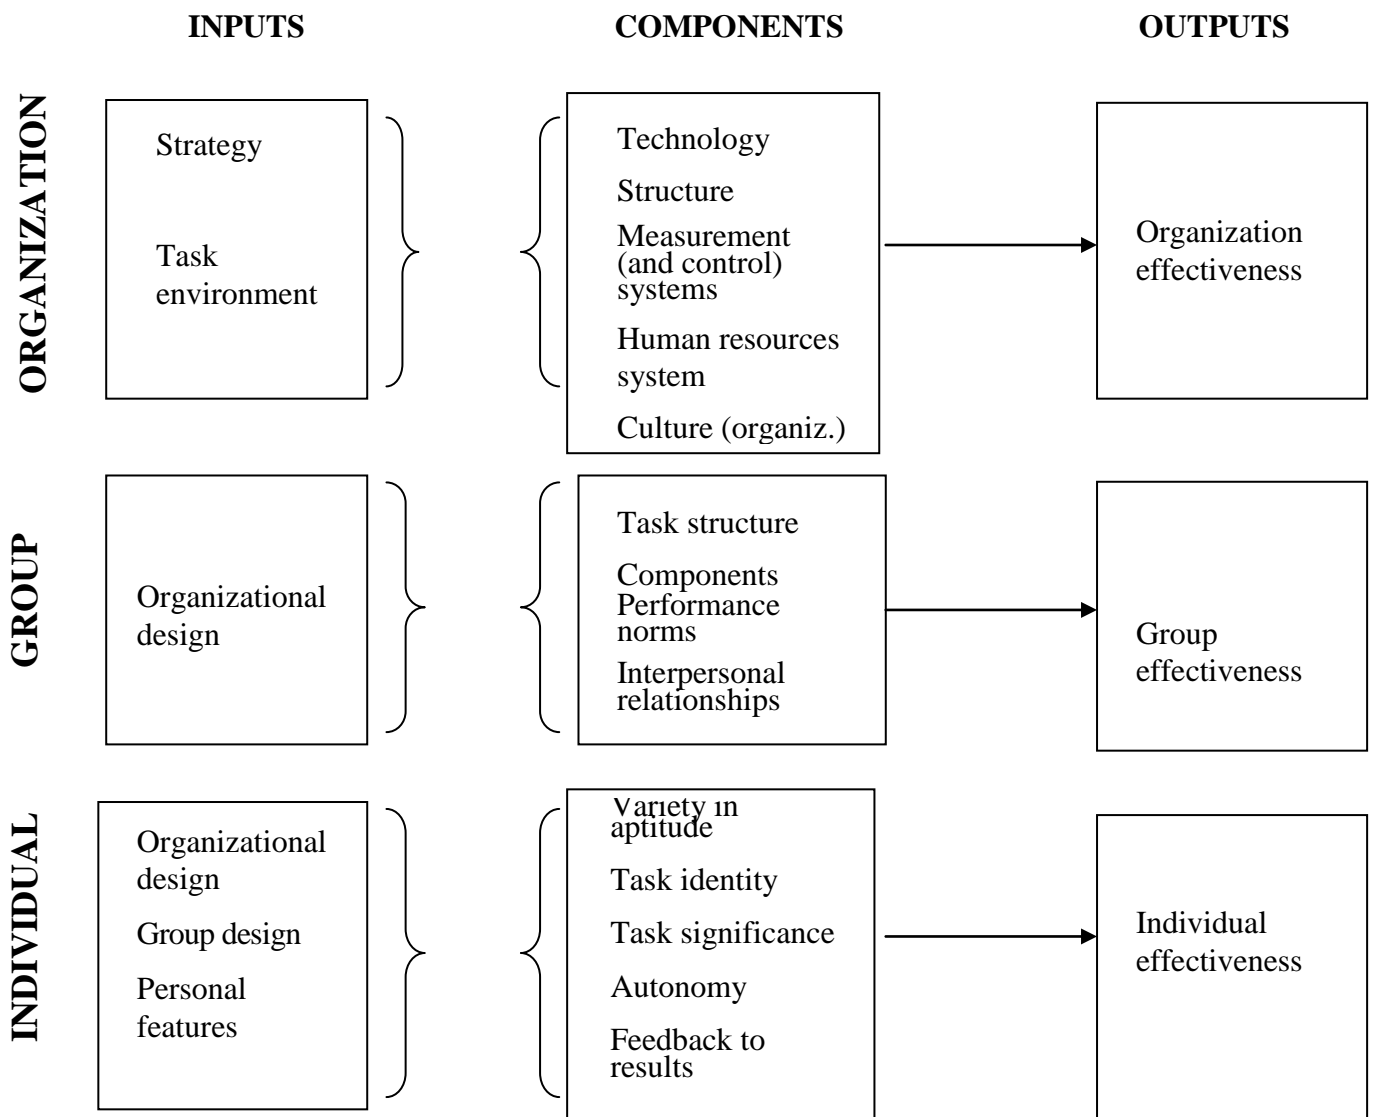 INPUTS COMPONENTS OUTPUTS
ORGANIZATION
Strategy
Task
environment
Technology
Structure
Measurement
(and control)
systems
Human resources
system
Culture (organiz.)
Organization
effectiveness
GROUP
Organizational
design
Task structure
Components
Performance
norms
Interpersonal
relationships
Group
effectiveness
INDIVIDUAL
Organizational
design
Group design
Personal
features
Variety in
aptitude
Task identity
Task significance
Autonomy
Feedback to
results
Individual
effectiveness